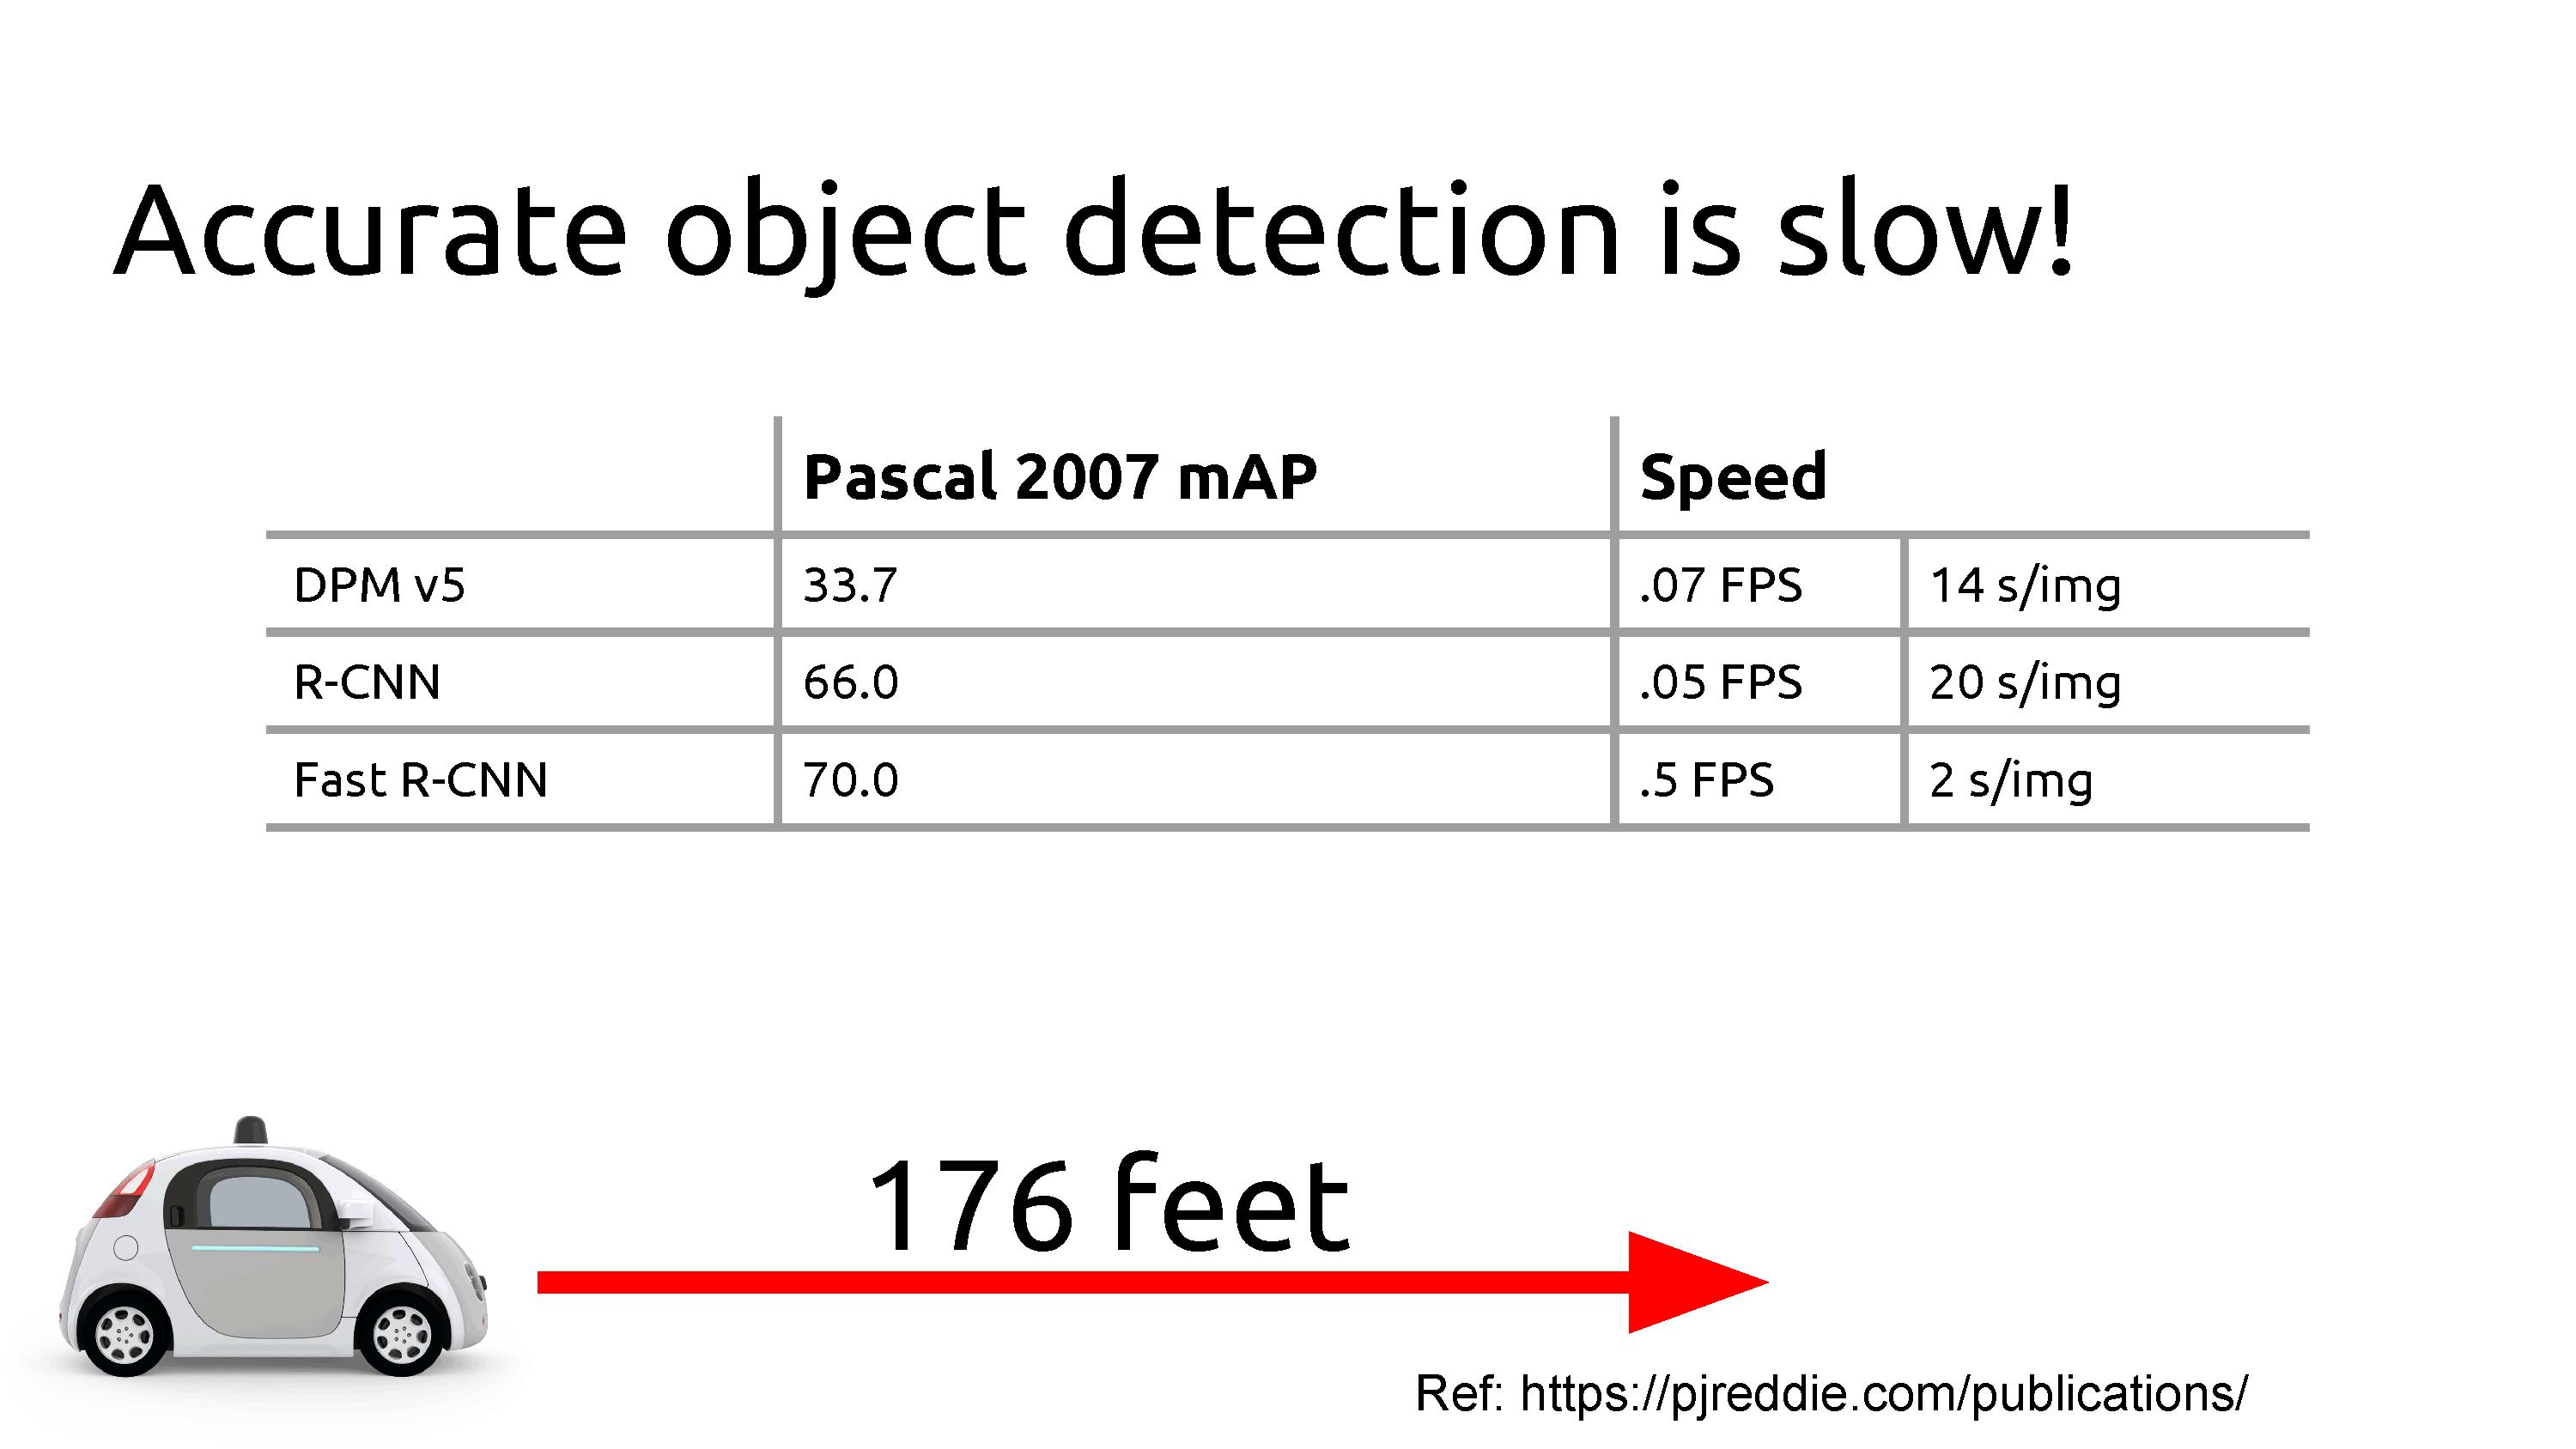 Accurate object detection is slow!
Pascal 2007 mAP Speed
DPM v5 33.7 .07 FPS 14 s/img
R-CNN 66.0 .05 FPS 20 s/img
Fast R-CNN 70.0 .5 FPS 2 s/img
176 feet
Ref: https://pjreddie.com/publications/